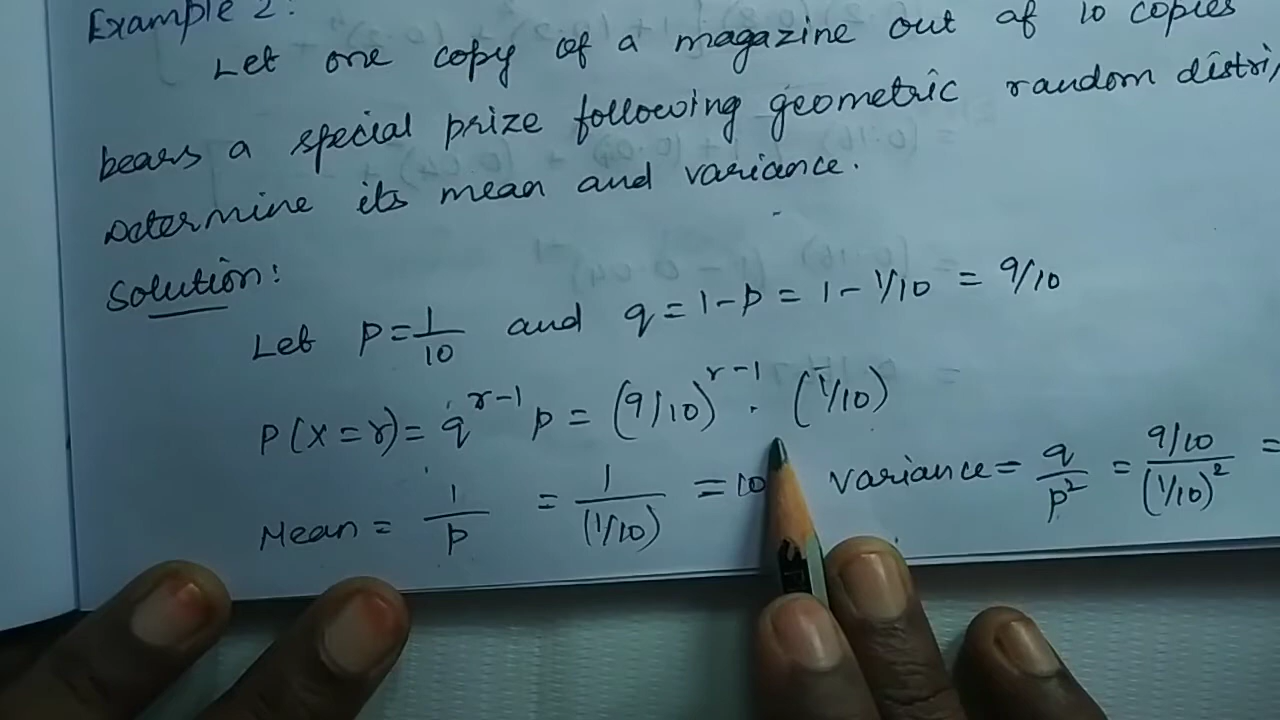 Example 2:
Let one copy of a magazine out of 10 copies
bears a special prize following geometric random distri
Determine its mean and variance.
Solution:
Let p = 1/10 and q = 1 - p = 1 - 1/10 = 9/10
P(X = r) = q^{r-1} p = (9/10)^{r-1} . (1/10)
Mean = 1/p = 1/(1/10) = 10 variance = q/p^2 = (9/10)/(1/10)^2 =